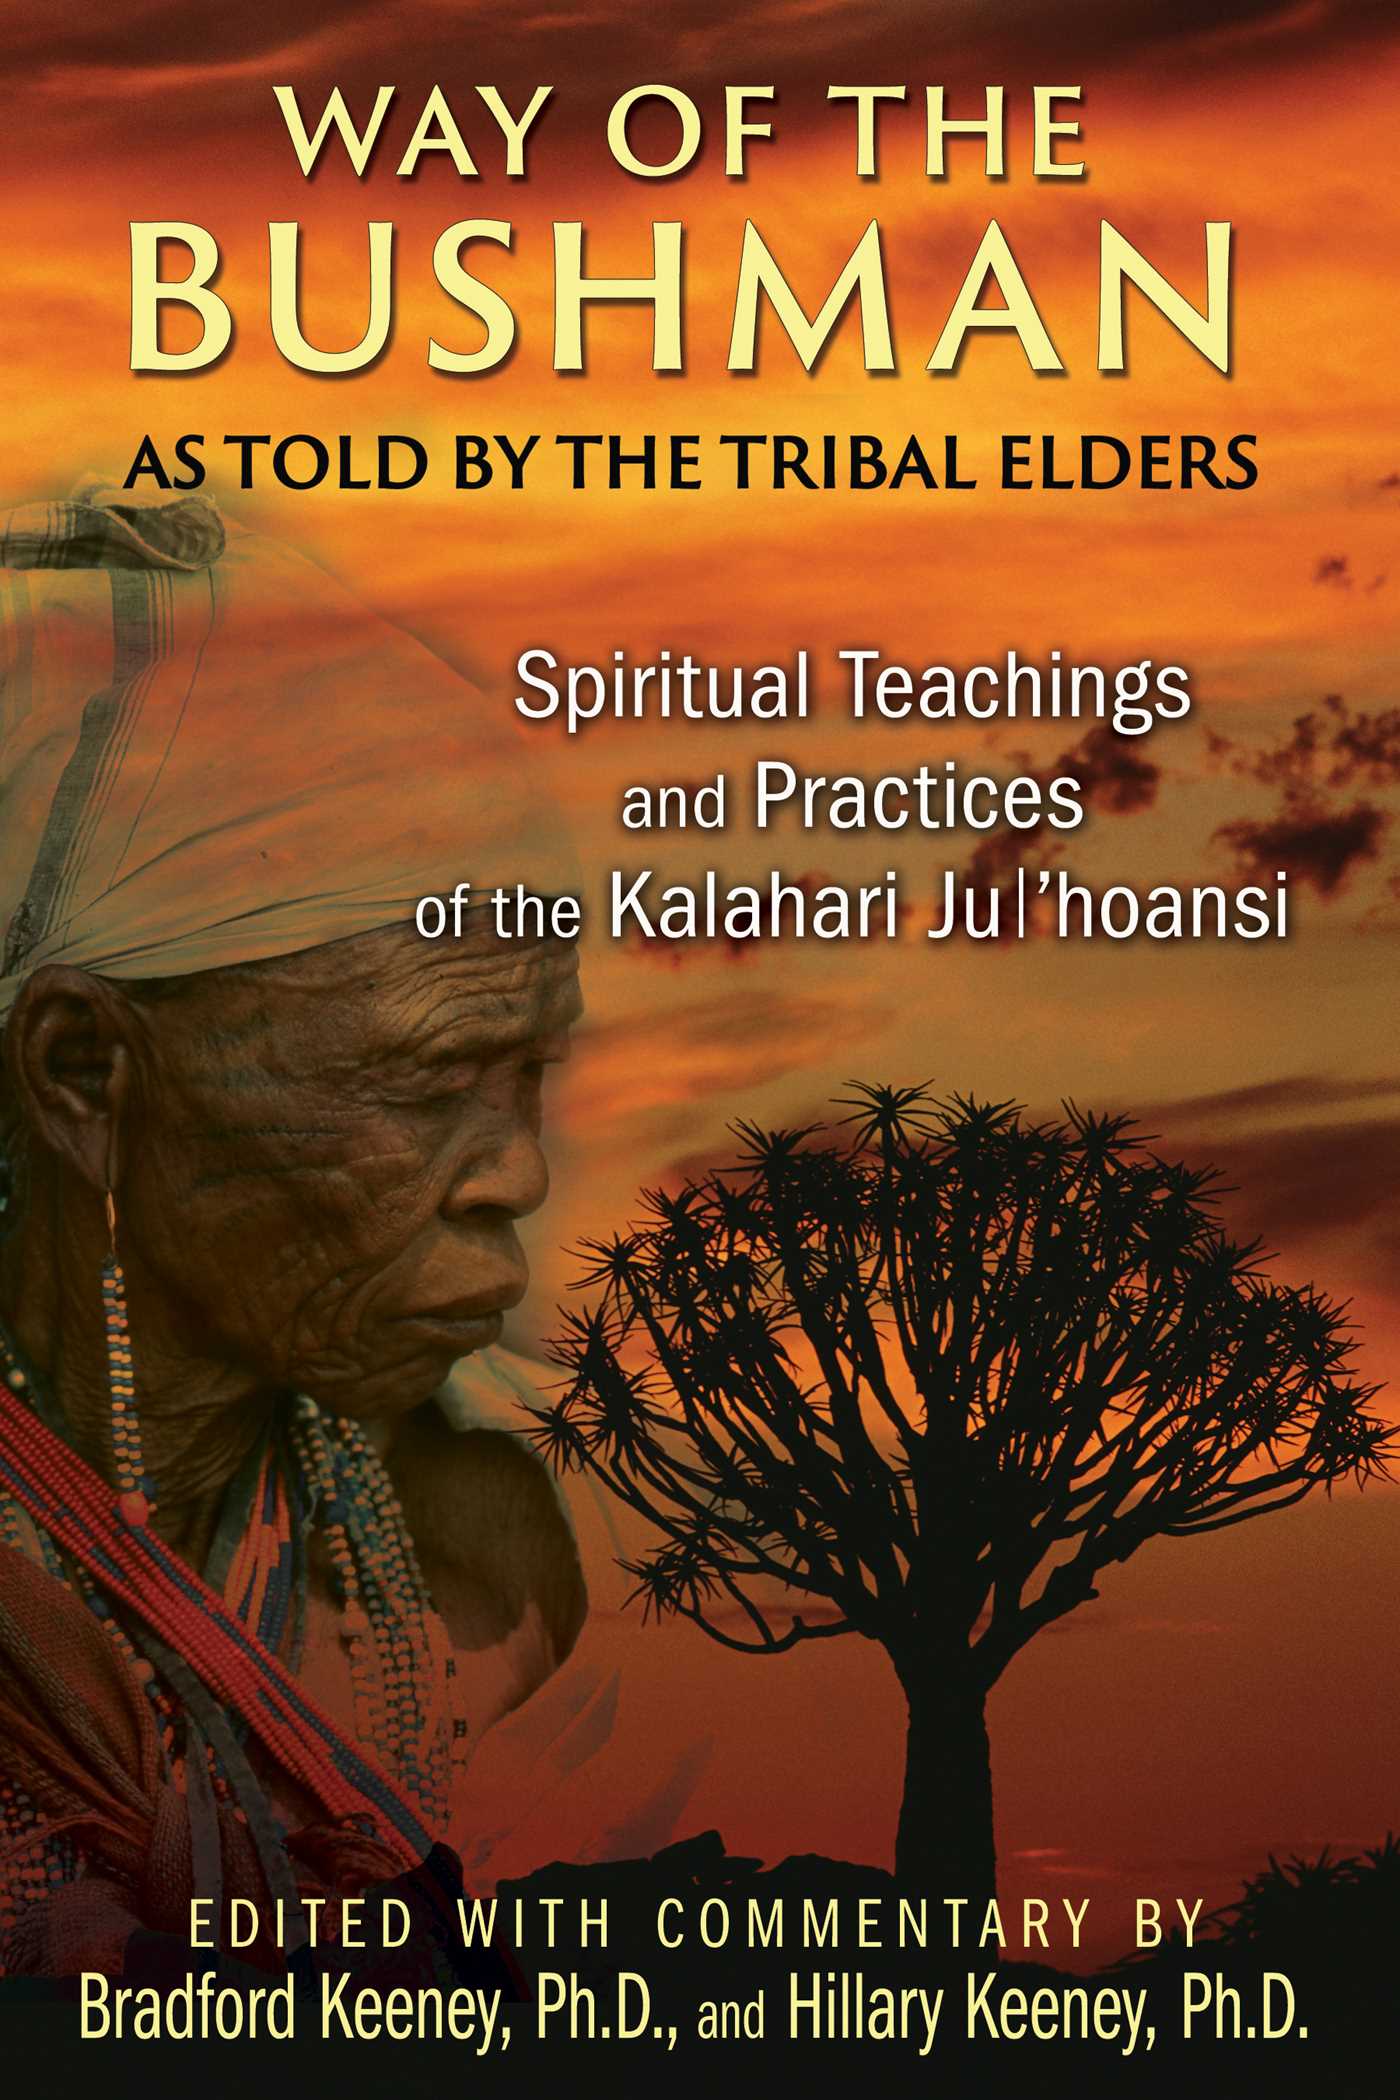 WAY OF THE
BUSHMAN
AS TOLD BY THE TRIBAL ELDERS
Spiritual Teachings
and Practices
of the Kalahari Ju|’hoansi
EDITED WITH COMMENTARY BY
Bradford Keeney, Ph.D., and Hillary Keeney, Ph.D.